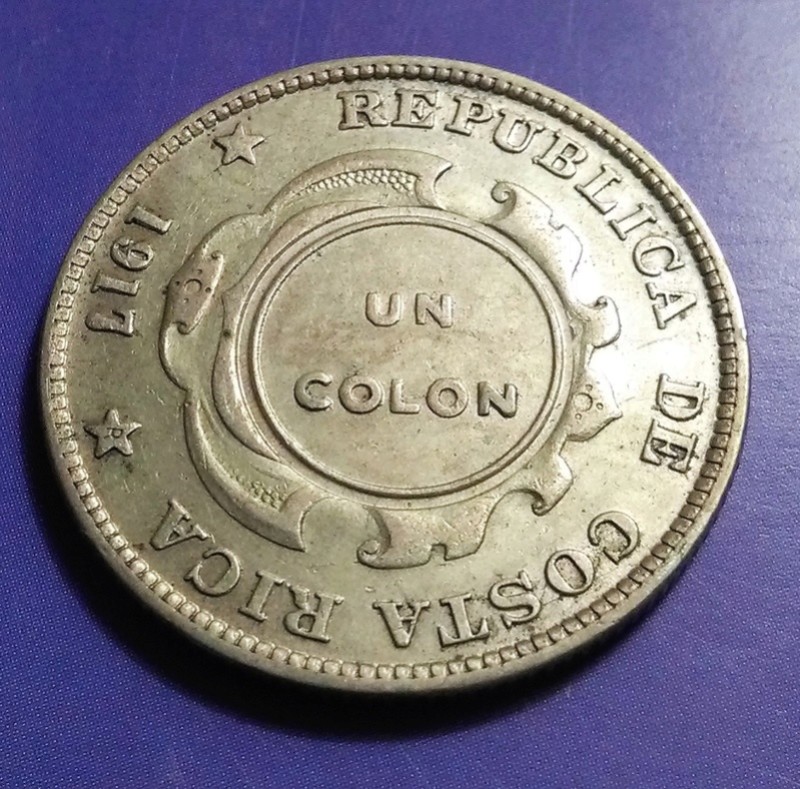 REPUBLICA DE COSTA RICA
1917
UN
COLON